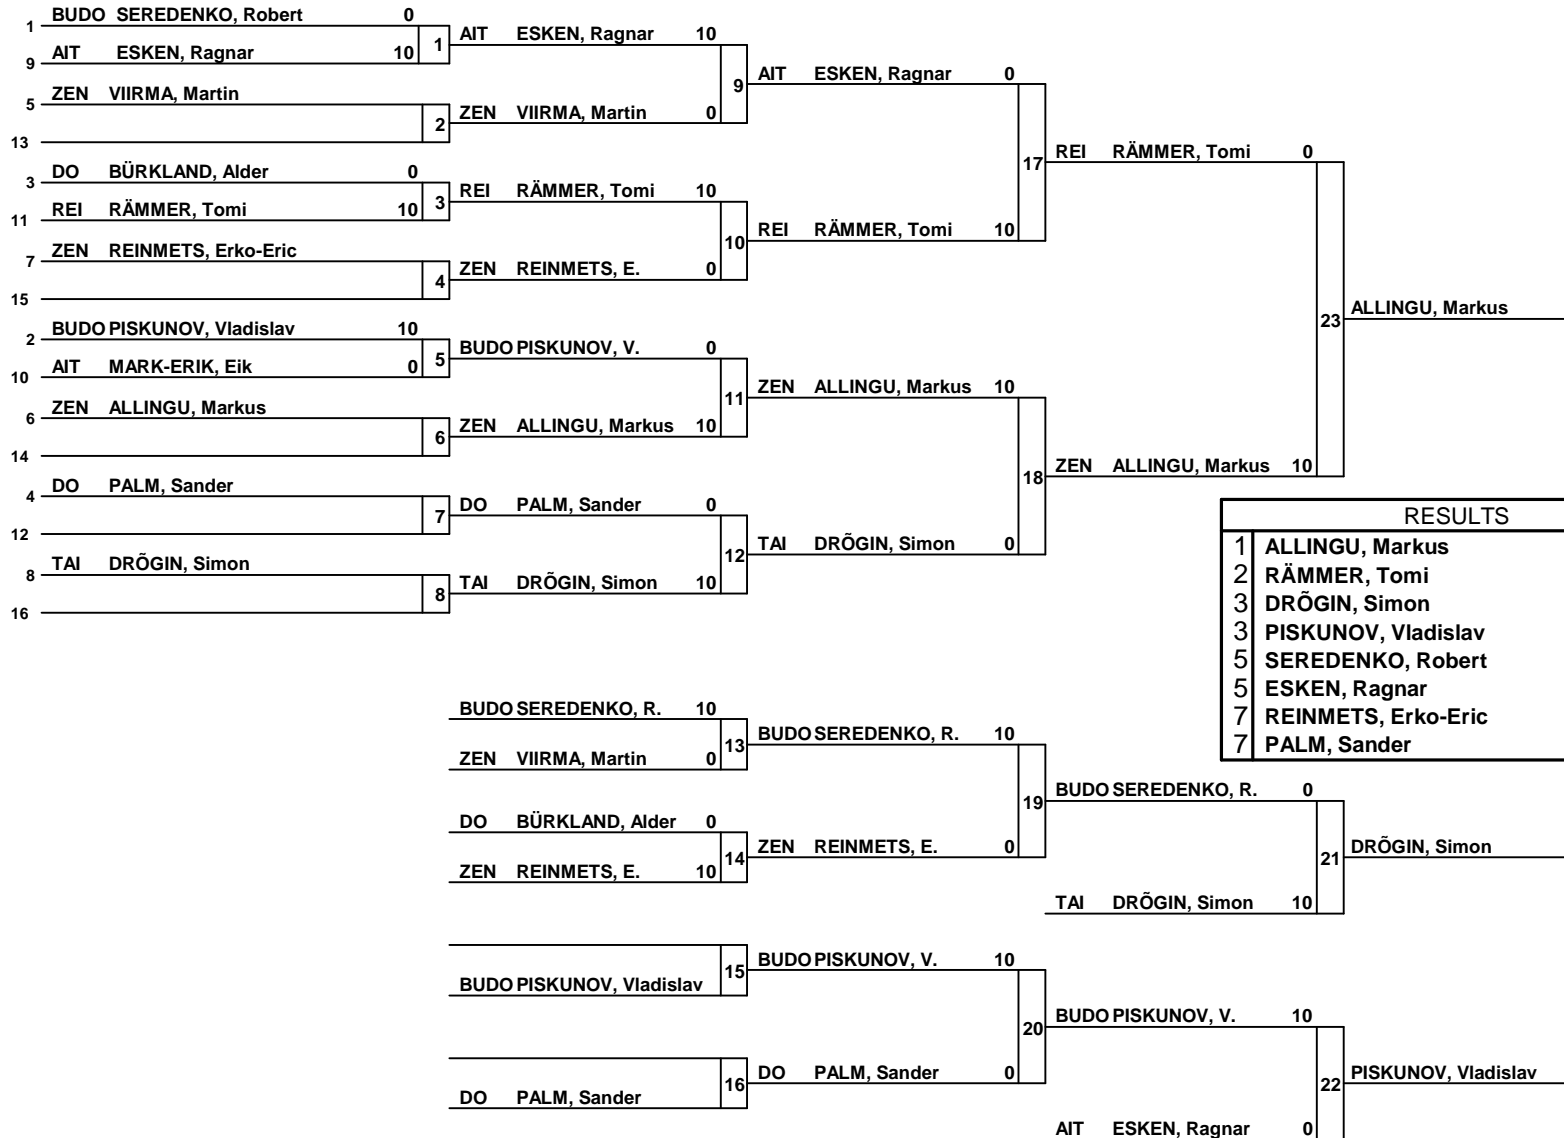 1 BUDO SEREDENKO, Robert 0
9 AIT ESKEN, Ragnar 10
1
AIT ESKEN, Ragnar 10
5 ZEN VIIRMA, Martin
13
2
ZEN VIIRMA, Martin 0
9
AIT ESKEN, Ragnar 0
3 DO BÜRKLAND, Alder 0
11 REI RÄMMER, Tomi 10
3
REI RÄMMER, Tomi 10
7 ZEN REINMETS, Erko-Eric
15
4
ZEN REINMETS, E. 0
10
REI RÄMMER, Tomi 10
17
REI RÄMMER, Tomi 0
2 BUDO PISKUNOV, Vladislav 10
10 AIT MARK-ERIK, Eik 0
5
BUDO PISKUNOV, V. 0
6 ZEN ALLINGU, Markus
14
6
ZEN ALLINGU, Markus 10
11
ZEN ALLINGU, Markus 10
4 DO PALM, Sander
12
7
DO PALM, Sander 0
8 TAI DRÕGIN, Simon
16
8
TAI DRÕGIN, Simon 10
12
TAI DRÕGIN, Simon 0
18
ZEN ALLINGU, Markus 10
23
ALLINGU, Markus
RESULTS
1 ALLINGU, Markus
2 RÄMMER, Tomi
3 DRÕGIN, Simon
3 PISKUNOV, Vladislav
5 SEREDENKO, Robert
5 ESKEN, Ragnar
7 REINMETS, Erko-Eric
7 PALM, Sander
BUDO SEREDENKO, R. 10
ZEN VIIRMA, Martin 0
13
BUDO SEREDENKO, R. 10
DO BÜRKLAND, Alder 0
ZEN REINMETS, E. 10
14
ZEN REINMETS, E. 0
19
BUDO SEREDENKO, R. 0
TAI DRÕGIN, Simon 10
21
DRÕGIN, Simon
BUDO PISKUNOV, Vladislav
15
BUDO PISKUNOV, V. 10
DO PALM, Sander
16
DO PALM, Sander 0
20
BUDO PISKUNOV, V. 10
AIT ESKEN, Ragnar 0
22
PISKUNOV, Vladislav